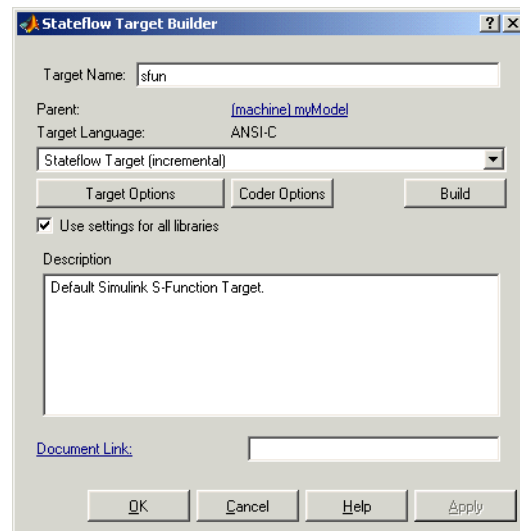 Stateflow Target Builder
Target Name: sfun
Parent: (machine) myModel
Target Language: ANSI-C
Stateflow Target (incremental)
Target Options Coder Options Build
Use settings for all libraries
Description
Default Simulink S-Function Target.
Document Link:
OK Cancel Help Apply